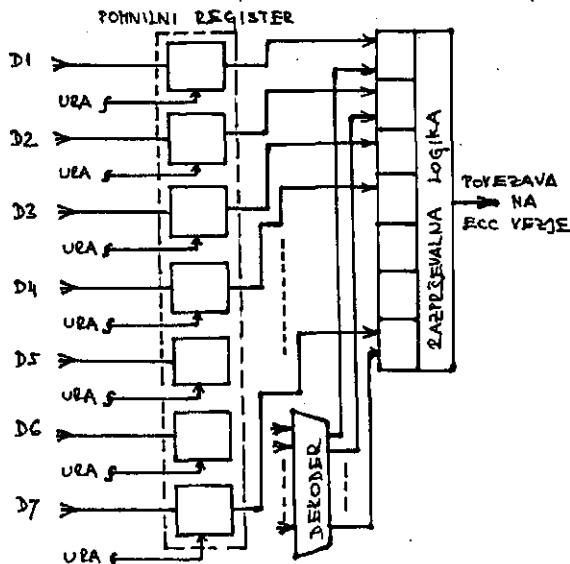 POMNILNI REGISTER
D1
URA
D2
URA
D3
URA
D4
URA
D5
URA
D6
URA
D7
URA
DEKODER
RAZPRŠEVALNA LOGIKA
POVEZAVA
NA
ECC VEZJE